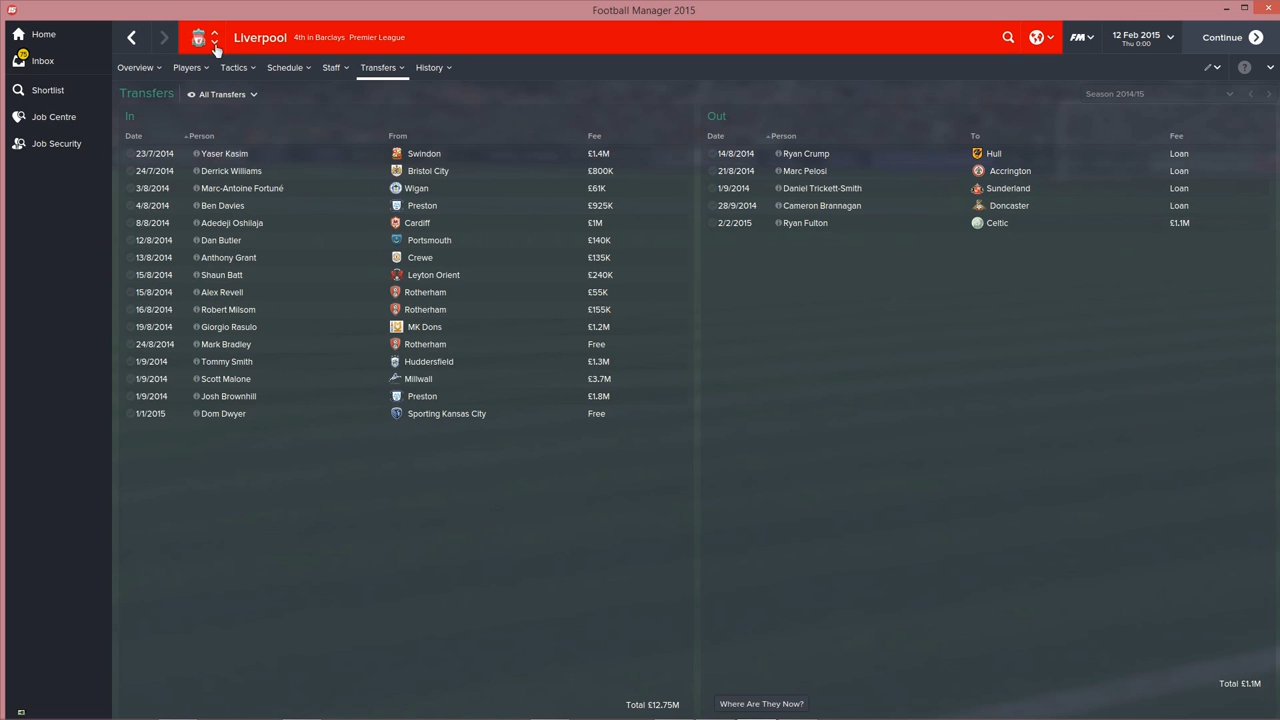 Football Manager 2015
Home
Inbox
75
Shortlist
Job Centre
Job Security
Liverpool 4th in Barclays Premier League
FM
12 Feb 2015
Thu 0:00
Continue
Overview Players Tactics Schedule Staff Transfers History
Transfers All Transfers
Season 2014/15
In
Date Person From Fee
23/7/2014 Yaser Kasim Swindon £1.4M
24/7/2014 Derrick Williams Bristol City £800K
3/8/2014 Marc-Antoine Fortuné Wigan £61K
4/8/2014 Ben Davies Preston £925K
8/8/2014 Adedeji Oshilaja Cardiff £1M
12/8/2014 Dan Butler Portsmouth £140K
13/8/2014 Anthony Grant Crewe £135K
15/8/2014 Shaun Batt Leyton Orient £240K
15/8/2014 Alex Revell Rotherham £55K
16/8/2014 Robert Milsom Rotherham £155K
19/8/2014 Giorgio Rasulo MK Dons £1.2M
24/8/2014 Mark Bradley Rotherham Free
1/9/2014 Tommy Smith Huddersfield £1.3M
1/9/2014 Scott Malone Millwall £3.7M
1/9/2014 Josh Brownhill Preston £1.8M
1/1/2015 Dom Dwyer Sporting Kansas City Free
Total £12.75M
Out
Date Person To Fee
14/8/2014 Ryan Crump Hull Loan
21/8/2014 Marc Pelosi Accrington Loan
1/9/2014 Daniel Trickett-Smith Sunderland Loan
28/9/2014 Cameron Brannagan Doncaster Loan
2/2/2015 Ryan Fulton Celtic £1.1M
Total £1.1M
Where Are They Now?